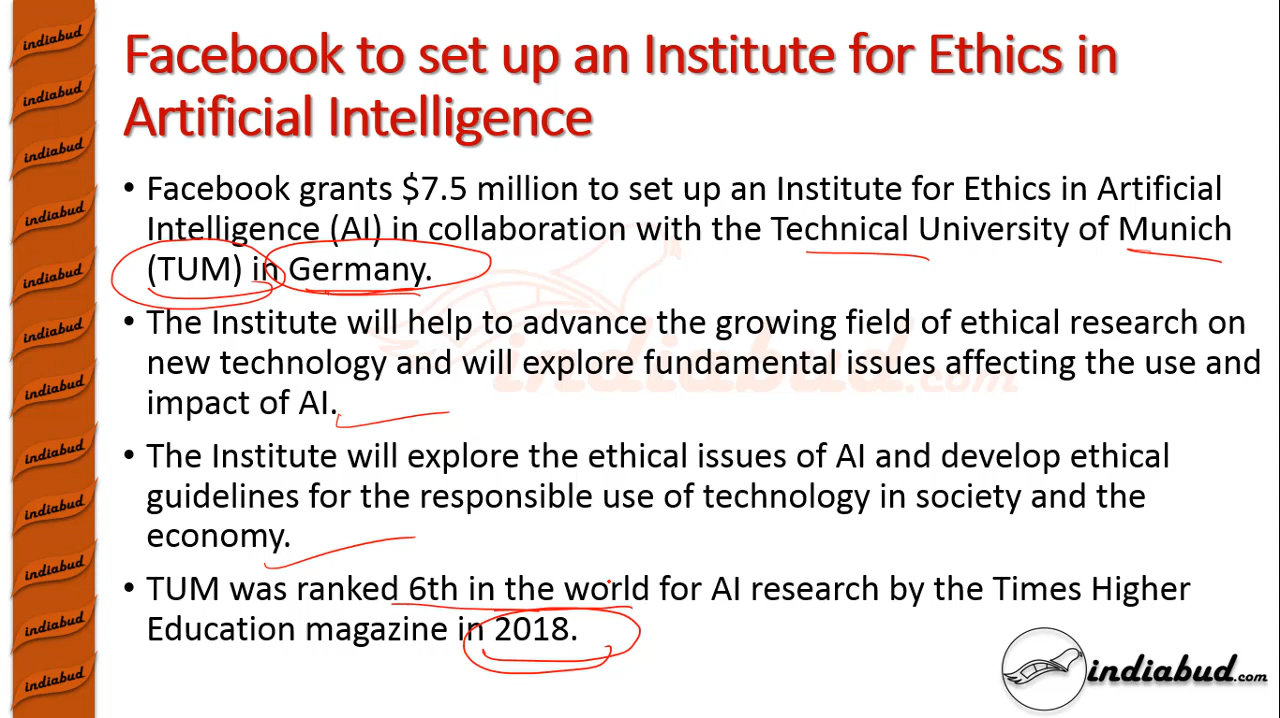 Facebook to set up an Institute for Ethics in
Artificial Intelligence
• Facebook grants $7.5 million to set up an Institute for Ethics in Artificial
Intelligence (AI) in collaboration with the Technical University of Munich
(TUM) in Germany.
• The Institute will help to advance the growing field of ethical research on
new technology and will explore fundamental issues affecting the use and
impact of AI.
• The Institute will explore the ethical issues of AI and develop ethical
guidelines for the responsible use of technology in society and the
economy.
• TUM was ranked 6th in the world for AI research by the Times Higher
Education magazine in 2018.
indiabud.com
indiabud.com
indiabud
indiabud
indiabud
indiabud
indiabud
indiabud
indiabud
indiabud
indiabud
indiabud
indiabud
indiabud